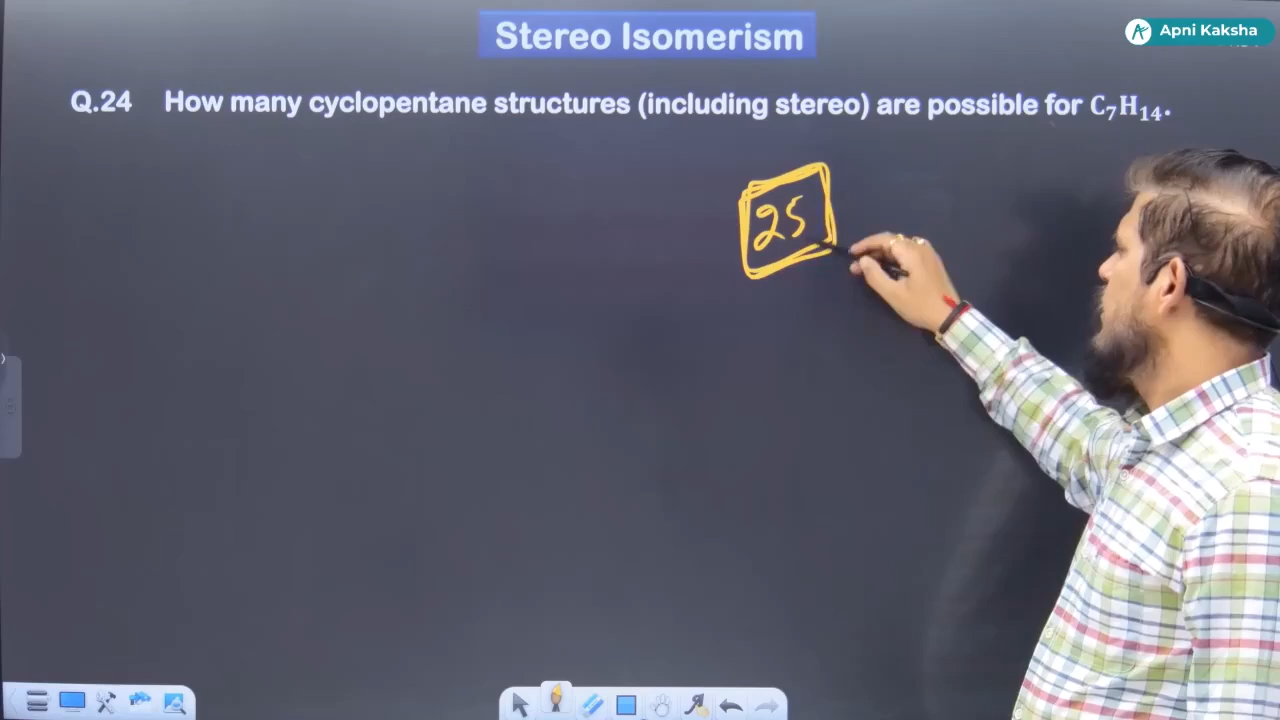 Stereo Isomerism
Apni Kaksha
Q.24 How many cyclopentane structures (including stereo) are possible for C₇H₁₄.
25